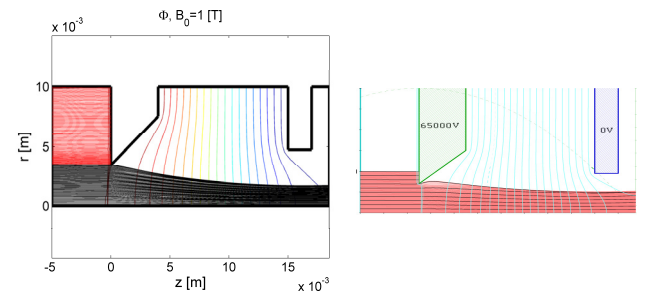 Φ, B0=1 [T]
x 10-3
10
5
0
r [m]
-5 0 5 10 15
z [m]
x 10-3
65000V
0V